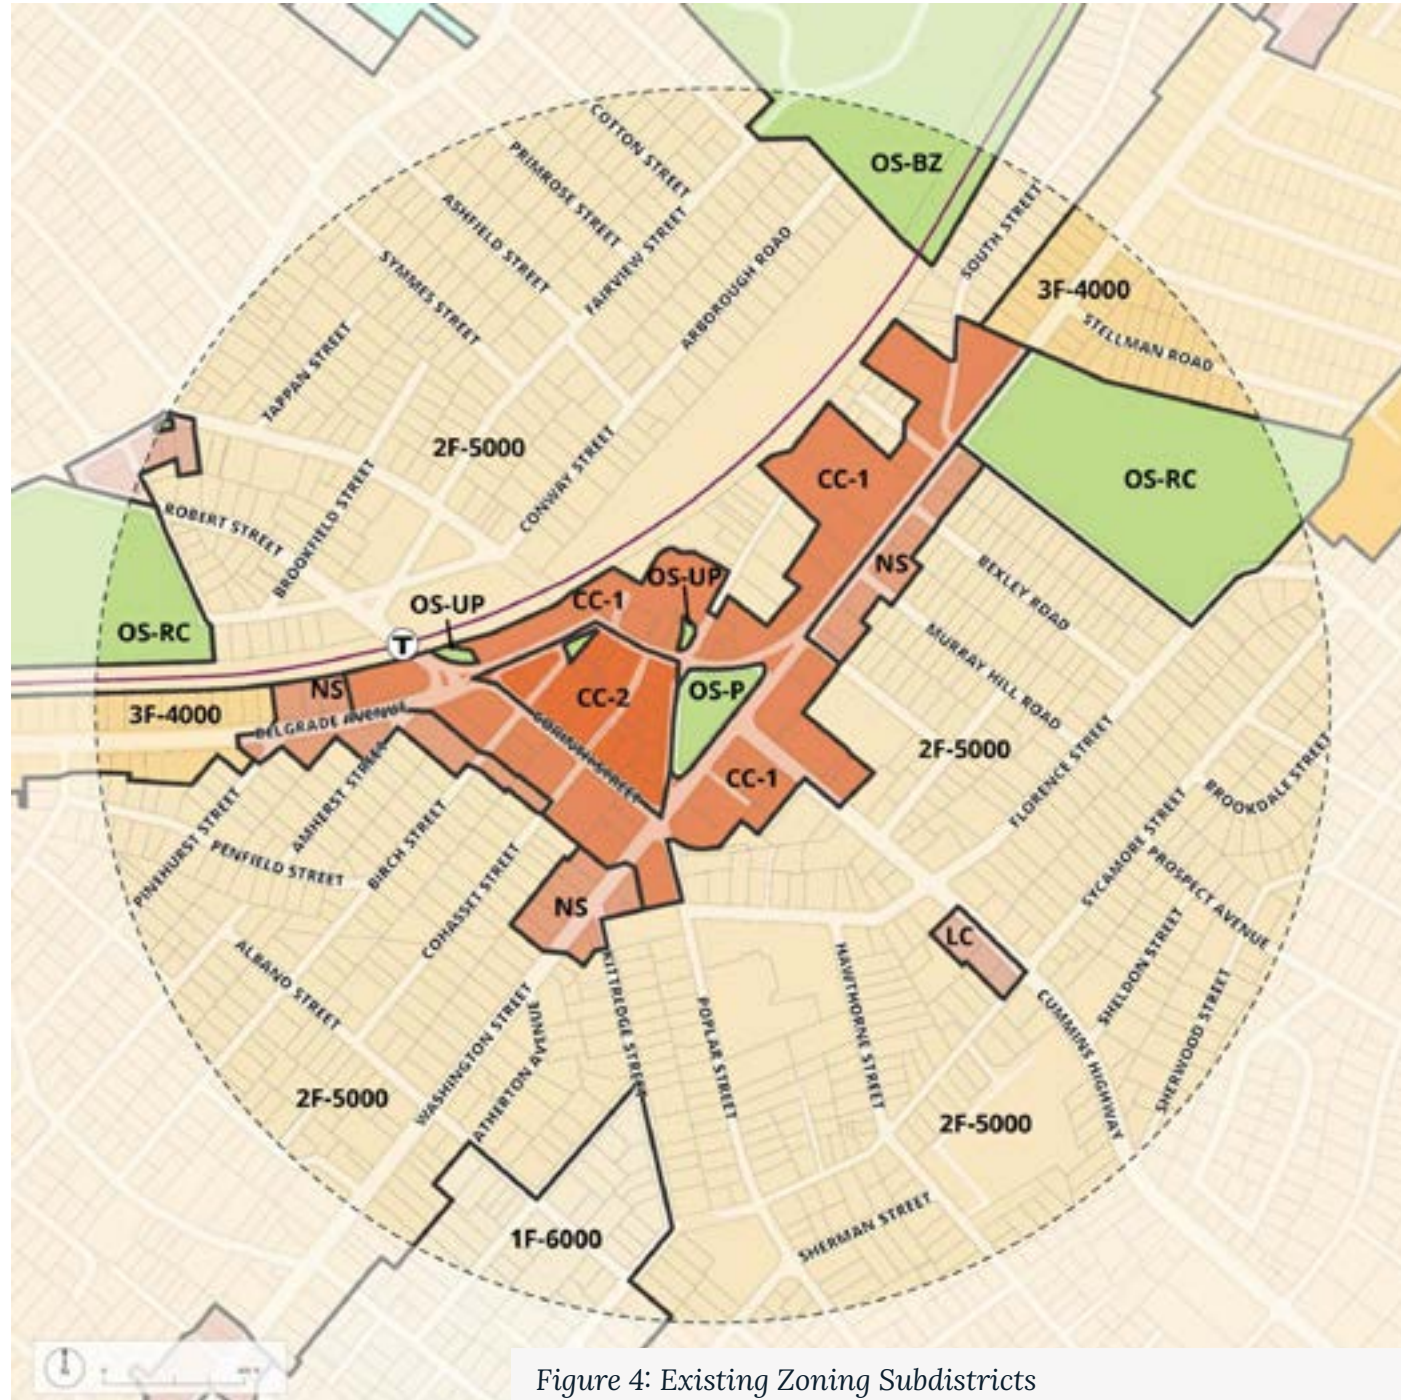 COTTON STREET
PRIMROSE STREET
OS-BZ
ASHFIELD STREET
FAIRVIEW STREET
SOUTH STREET
SYMMES STREET
ARBOROUGH ROAD
3F-4000
STELLMAN ROAD
TAPPAN STREET
2F-5000
CONWAY STREET
CC-1
OS-RC
ROBERT STREET
BROOKFIELD STREET
NS
BEXLEY ROAD
OS-UP
OS-UP
CC-1
OS-RC
T
MURRAY HILL ROAD
NS
CC-2
OS-P
3F-4000
BELGRADE AVENUE
2F-5000
CORINTH STREET
FLORENCE STREET
CC-1
BROOKDALE STREET
AMHERST STREET
PINEHURST STREET
BIRCH STREET
PENFIELD STREET
SYCAMORE STREET
PROSPECT AVENUE
COHASSET STREET
NS
LC
ALBANO STREET
KITTREDGE STREET
HAWTHORNE STREET
SHELDON STREET
WASHINGTON STREET
ATHERTON AVENUE
POPLAR STREET
CUMMINS HIGHWAY
SHERWOOD STREET
2F-5000
2F-5000
1F-6000
SHERMAN STREET
Figure 4: Existing Zoning Subdistricts